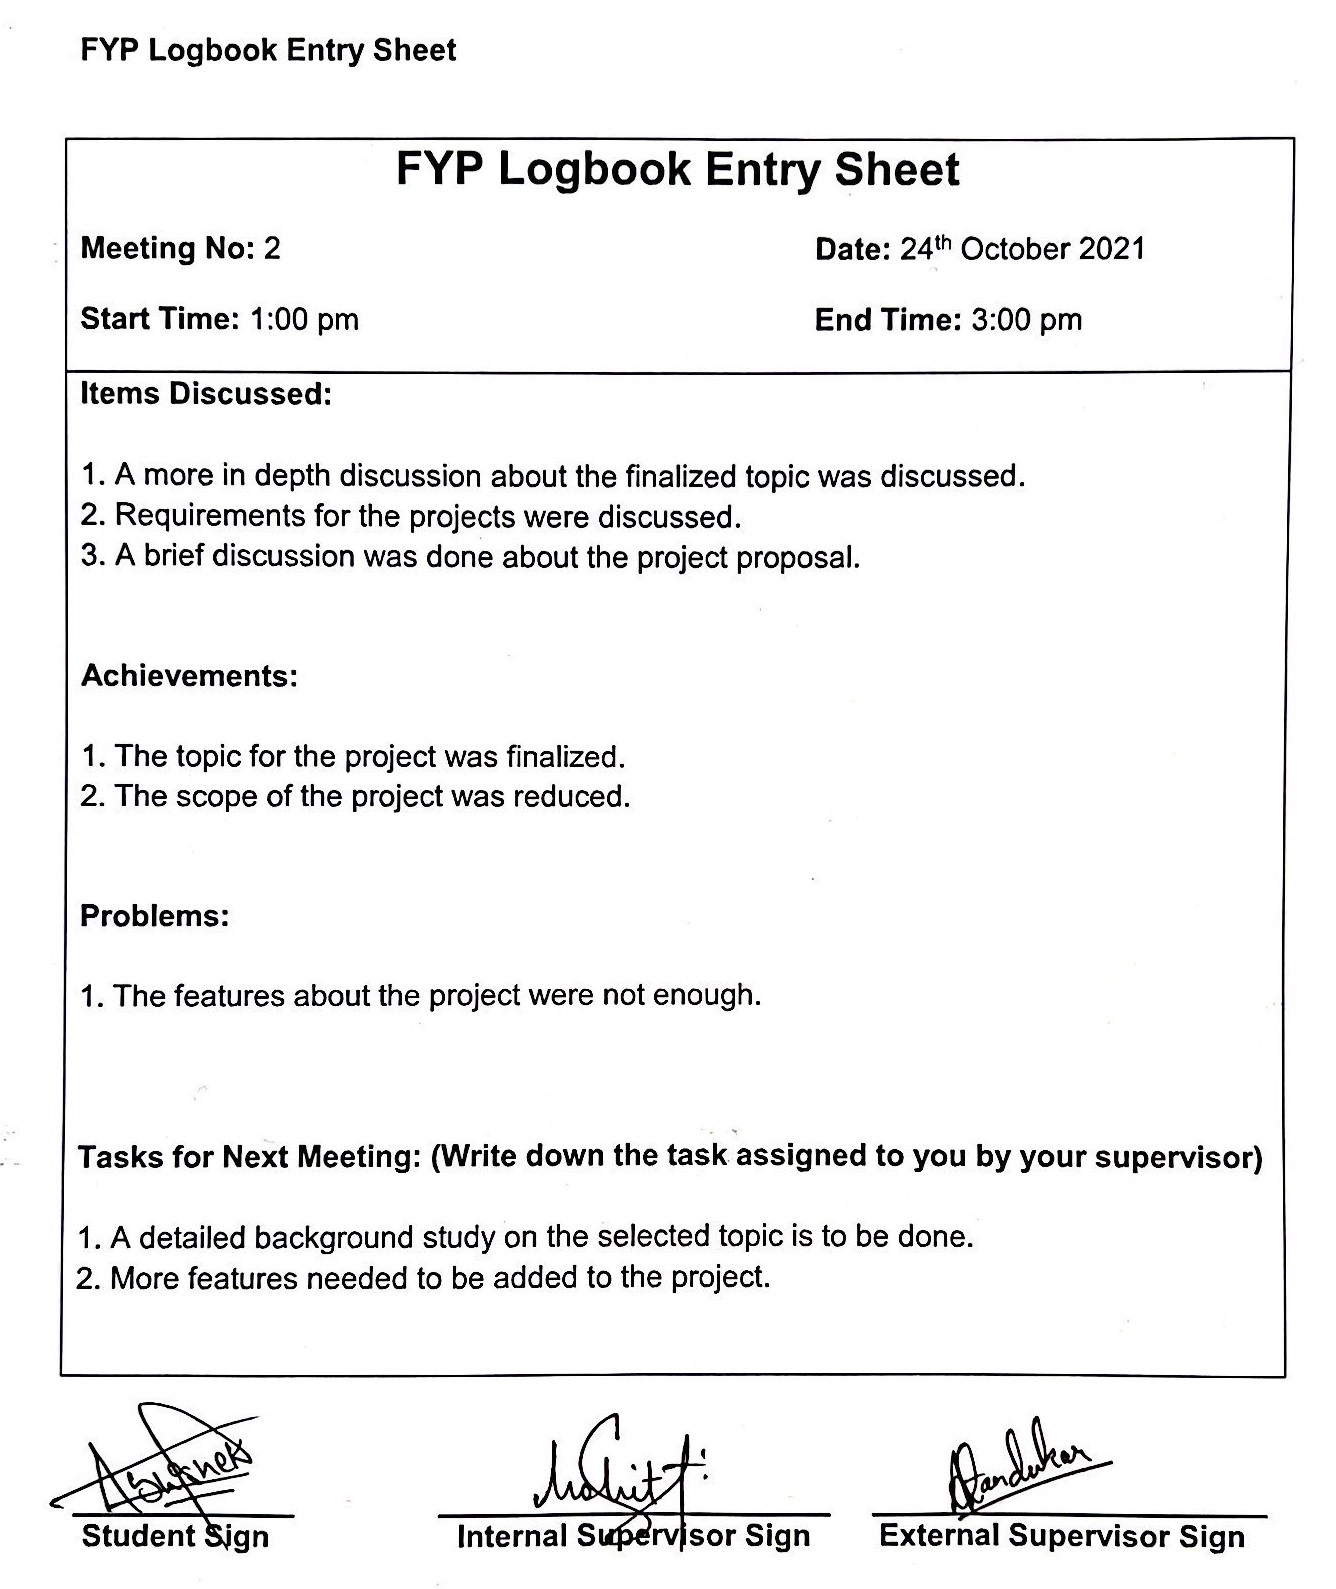 FYP Logbook Entry Sheet
FYP Logbook Entry Sheet
Meeting No: 2 Date: 24th October 2021
Start Time: 1:00 pm End Time: 3:00 pm
Items Discussed:
1. A more in depth discussion about the finalized topic was discussed.
2. Requirements for the projects were discussed.
3. A brief discussion was done about the project proposal.
Achievements:
1. The topic for the project was finalized.
2. The scope of the project was reduced.
Problems:
1. The features about the project were not enough.
Tasks for Next Meeting: (Write down the task assigned to you by your supervisor)
1. A detailed background study on the selected topic is to be done.
2. More features needed to be added to the project.
Student Sign Internal Supervisor Sign External Supervisor Sign